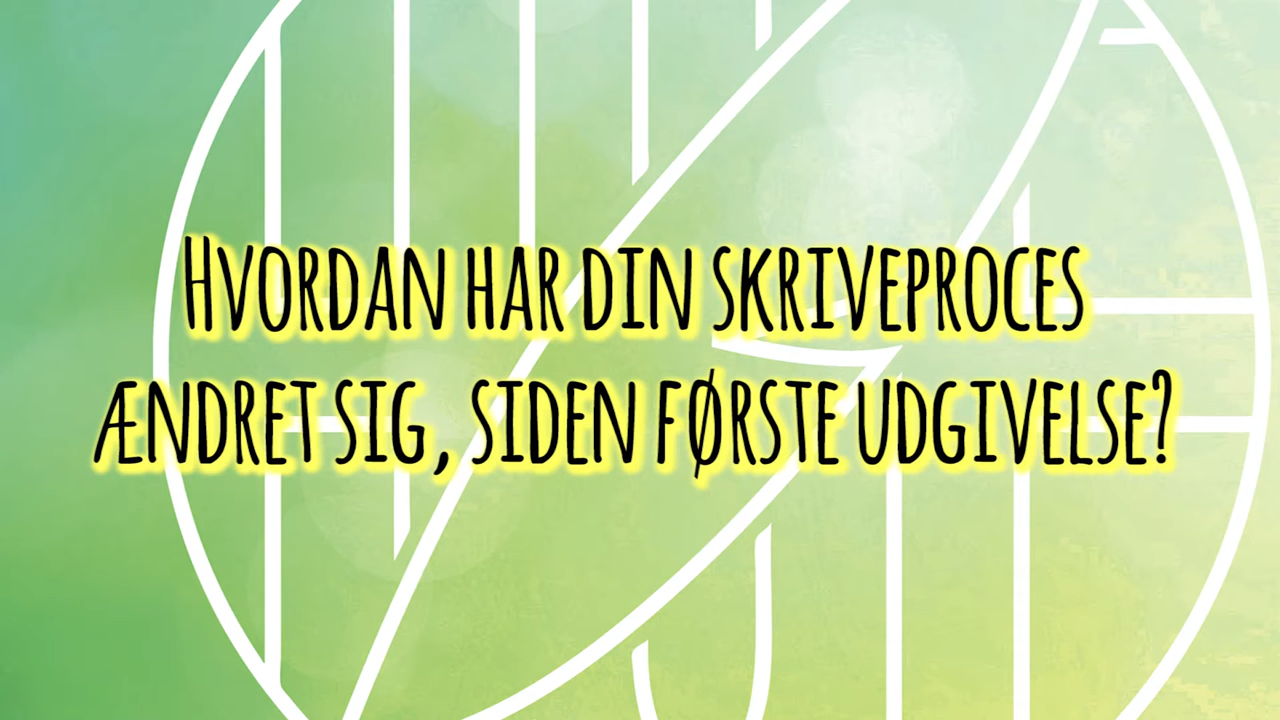 Hvordan har din skriveproces
ændret sig, siden første udgivelse?